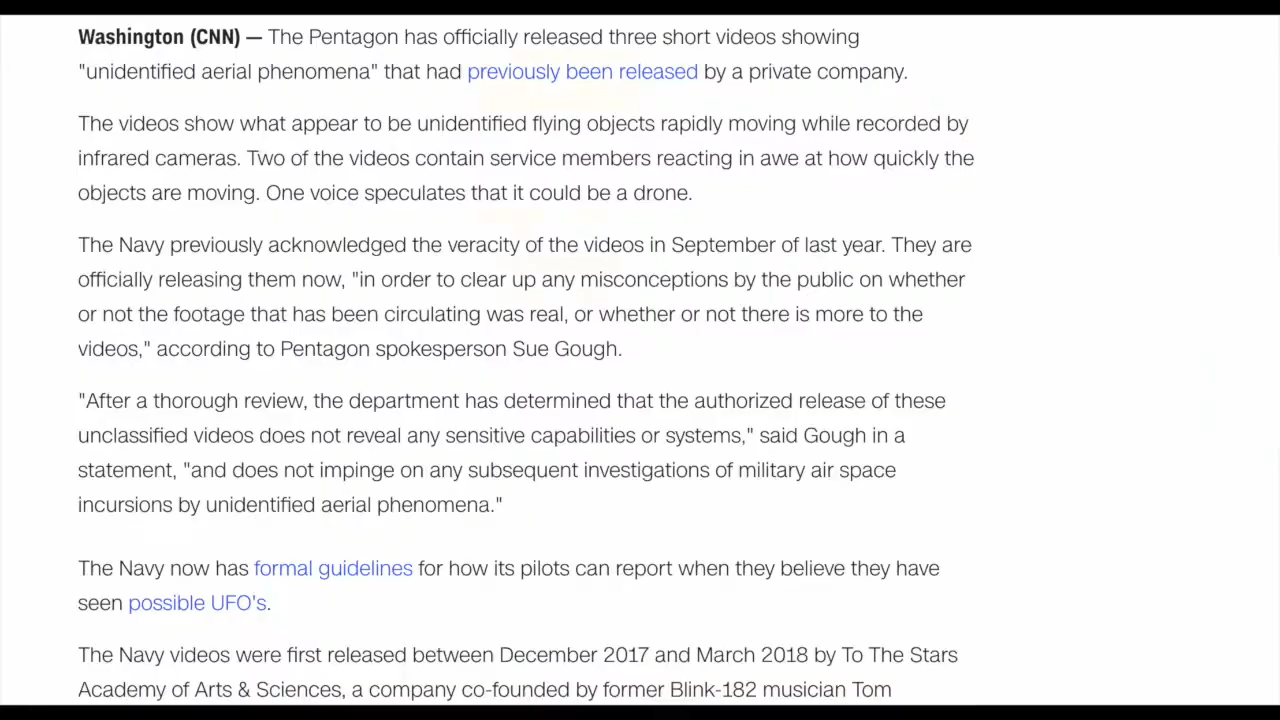 Washington (CNN) — The Pentagon has officially released three short videos showing
"unidentified aerial phenomena" that had previously been released by a private company.
The videos show what appear to be unidentified flying objects rapidly moving while recorded by
infrared cameras. Two of the videos contain service members reacting in awe at how quickly the
objects are moving. One voice speculates that it could be a drone.
The Navy previously acknowledged the veracity of the videos in September of last year. They are
officially releasing them now, "in order to clear up any misconceptions by the public on whether
or not the footage that has been circulating was real, or whether or not there is more to the
videos," according to Pentagon spokesperson Sue Gough.
"After a thorough review, the department has determined that the authorized release of these
unclassified videos does not reveal any sensitive capabilities or systems," said Gough in a
statement, "and does not impinge on any subsequent investigations of military air space
incursions by unidentified aerial phenomena."
The Navy now has formal guidelines for how its pilots can report when they believe they have
seen possible UFO's.
The Navy videos were first released between December 2017 and March 2018 by To The Stars
Academy of Arts & Sciences, a company co-founded by former Blink-182 musician Tom